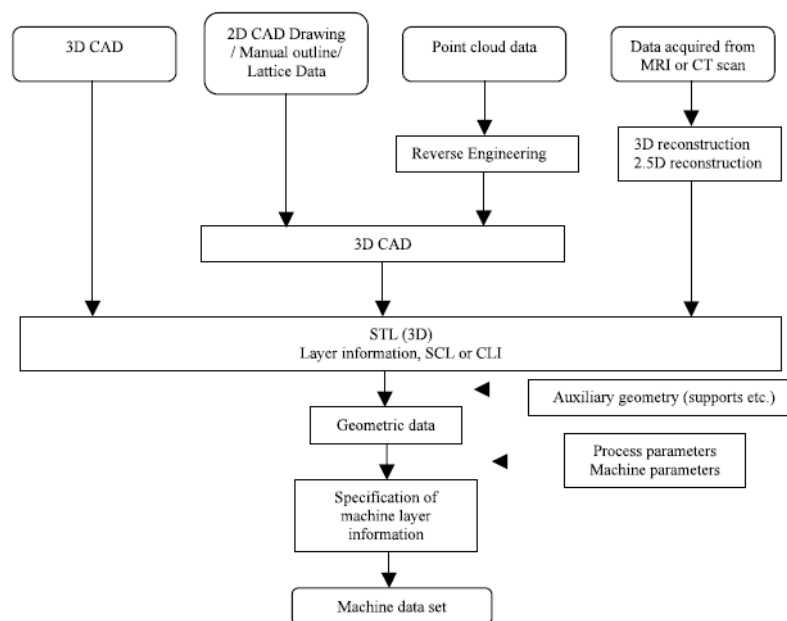 3D CAD
2D CAD Drawing
/ Manual outline/
Lattice Data
Point cloud data
Data acquired from
MRI or CT scan
Reverse Engineering
3D reconstruction
2.5D reconstruction
3D CAD
STL (3D)
Layer information, SCL or CLI
Auxiliary geometry (supports etc.)
Geometric data
Process parameters
Machine parameters
Specification of
machine layer
information
Machine data set